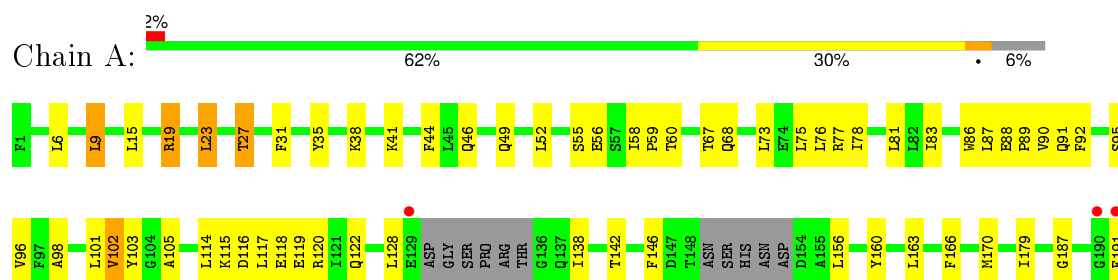 2%
Chain A:
62% 30% • 6%
F1 L6 L9 L15 R19 L23 T27 F31 Y35 K38 K41 F44 L45 Q46 Q49 L52 S55 E56 S57 I58 P59 T60 T67 Q68 L73 E74 L75 L76 R77 I78 L81 L82 I83 W86 L87 E88 P89 V90 Q91 F92 S95
V96 F97 A98 L101 V102 Y103 G104 A105 L114 K115 D116 L117 E118 E119 R120 I121 Q122 L128 E129 ASP GLY SER PRO ARG THR G136 Q137 I138 T142 F146 D147 T148 ASN SER HIS ASN ASP D154 A155 L156 Y160 L163 F166 M170 I179 G187 G190